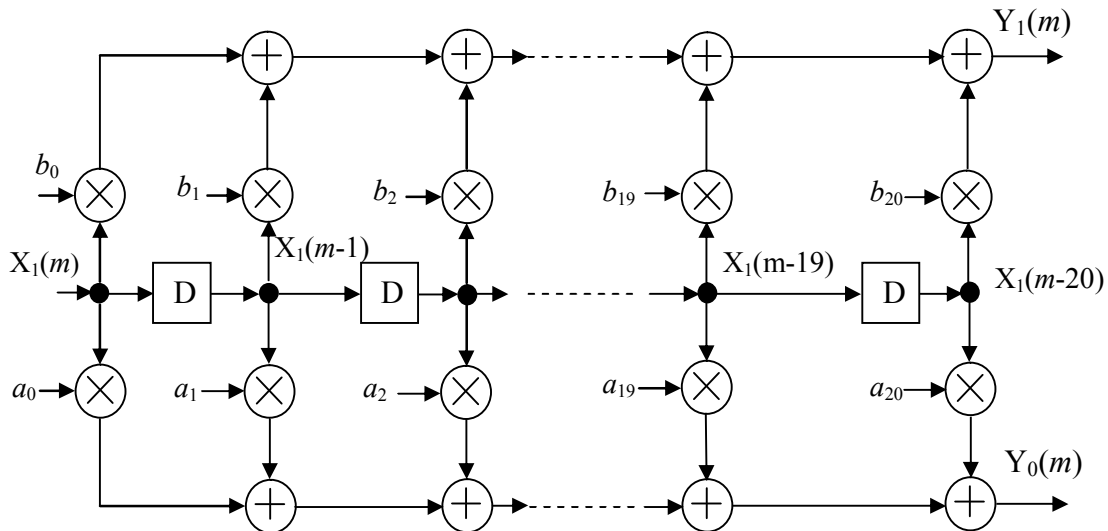 Y₁(m)
b₀
b₁
b₂
b₁₉
b₂₀
X₁(m)
X₁(m-1)
X₁(m-19)
X₁(m-20)
D
D
D
a₀
a₁
a₂
a₁₉
a₂₀
Y₀(m)